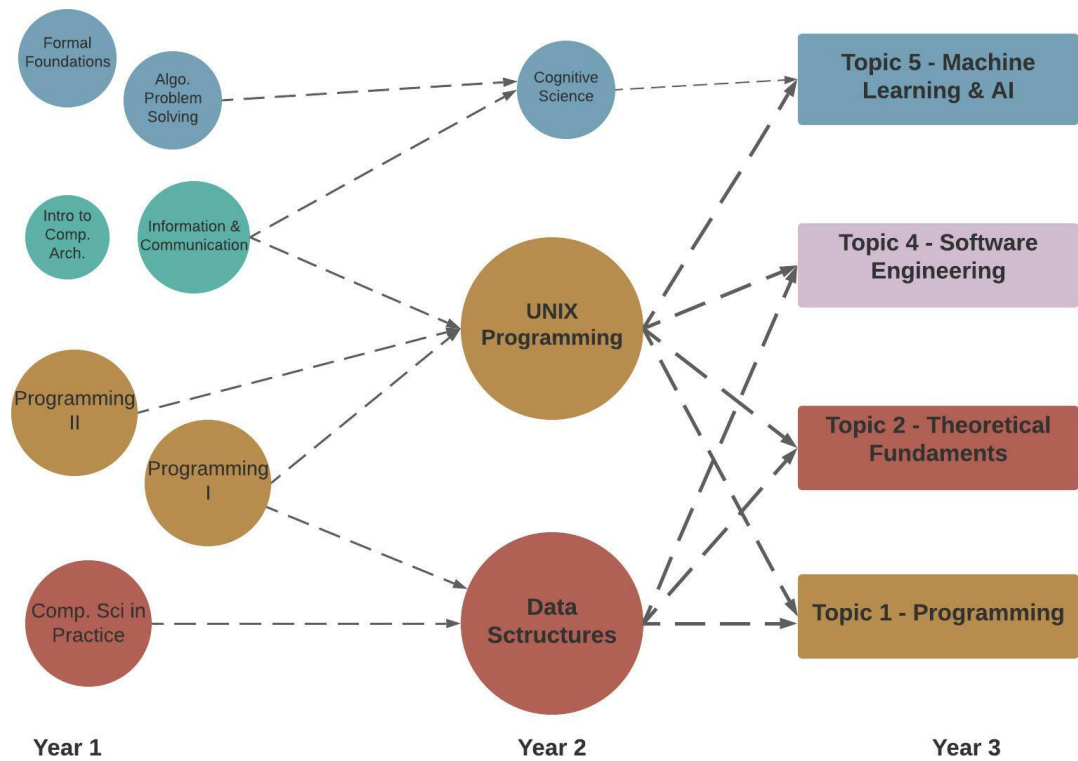 Formal
Foundations
Algo.
Problem
Solving
Cognitive
Science
Topic 5 - Machine
Learning & AI
Intro to
Comp.
Arch.
Information &
Communication
UNIX
Programming
Topic 4 - Software
Engineering
Programming
II
Programming
I
Topic 2 - Theoretical
Fundaments
Comp. Sci in
Practice
Data
Sctructures
Topic 1 - Programming
Year 1
Year 2
Year 3